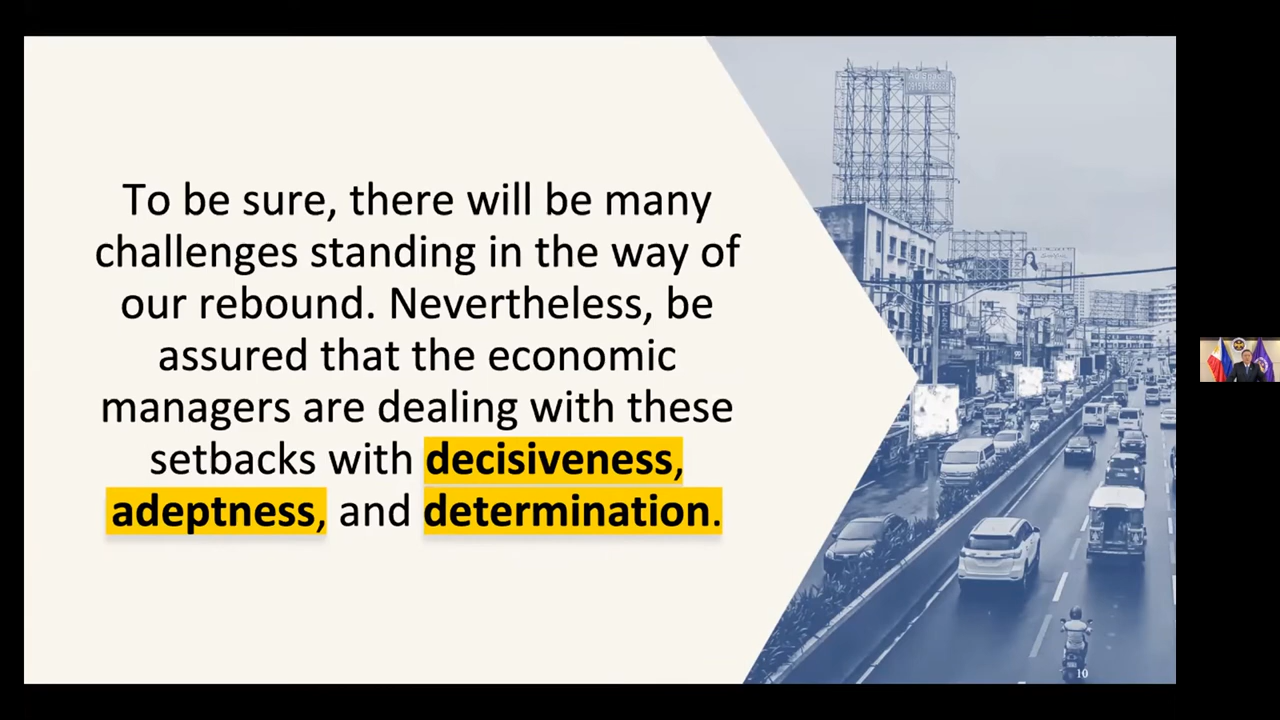 To be sure, there will be many
challenges standing in the way of
our rebound. Nevertheless, be
assured that the economic
managers are dealing with these
setbacks with decisiveness,
adeptness, and determination.
10